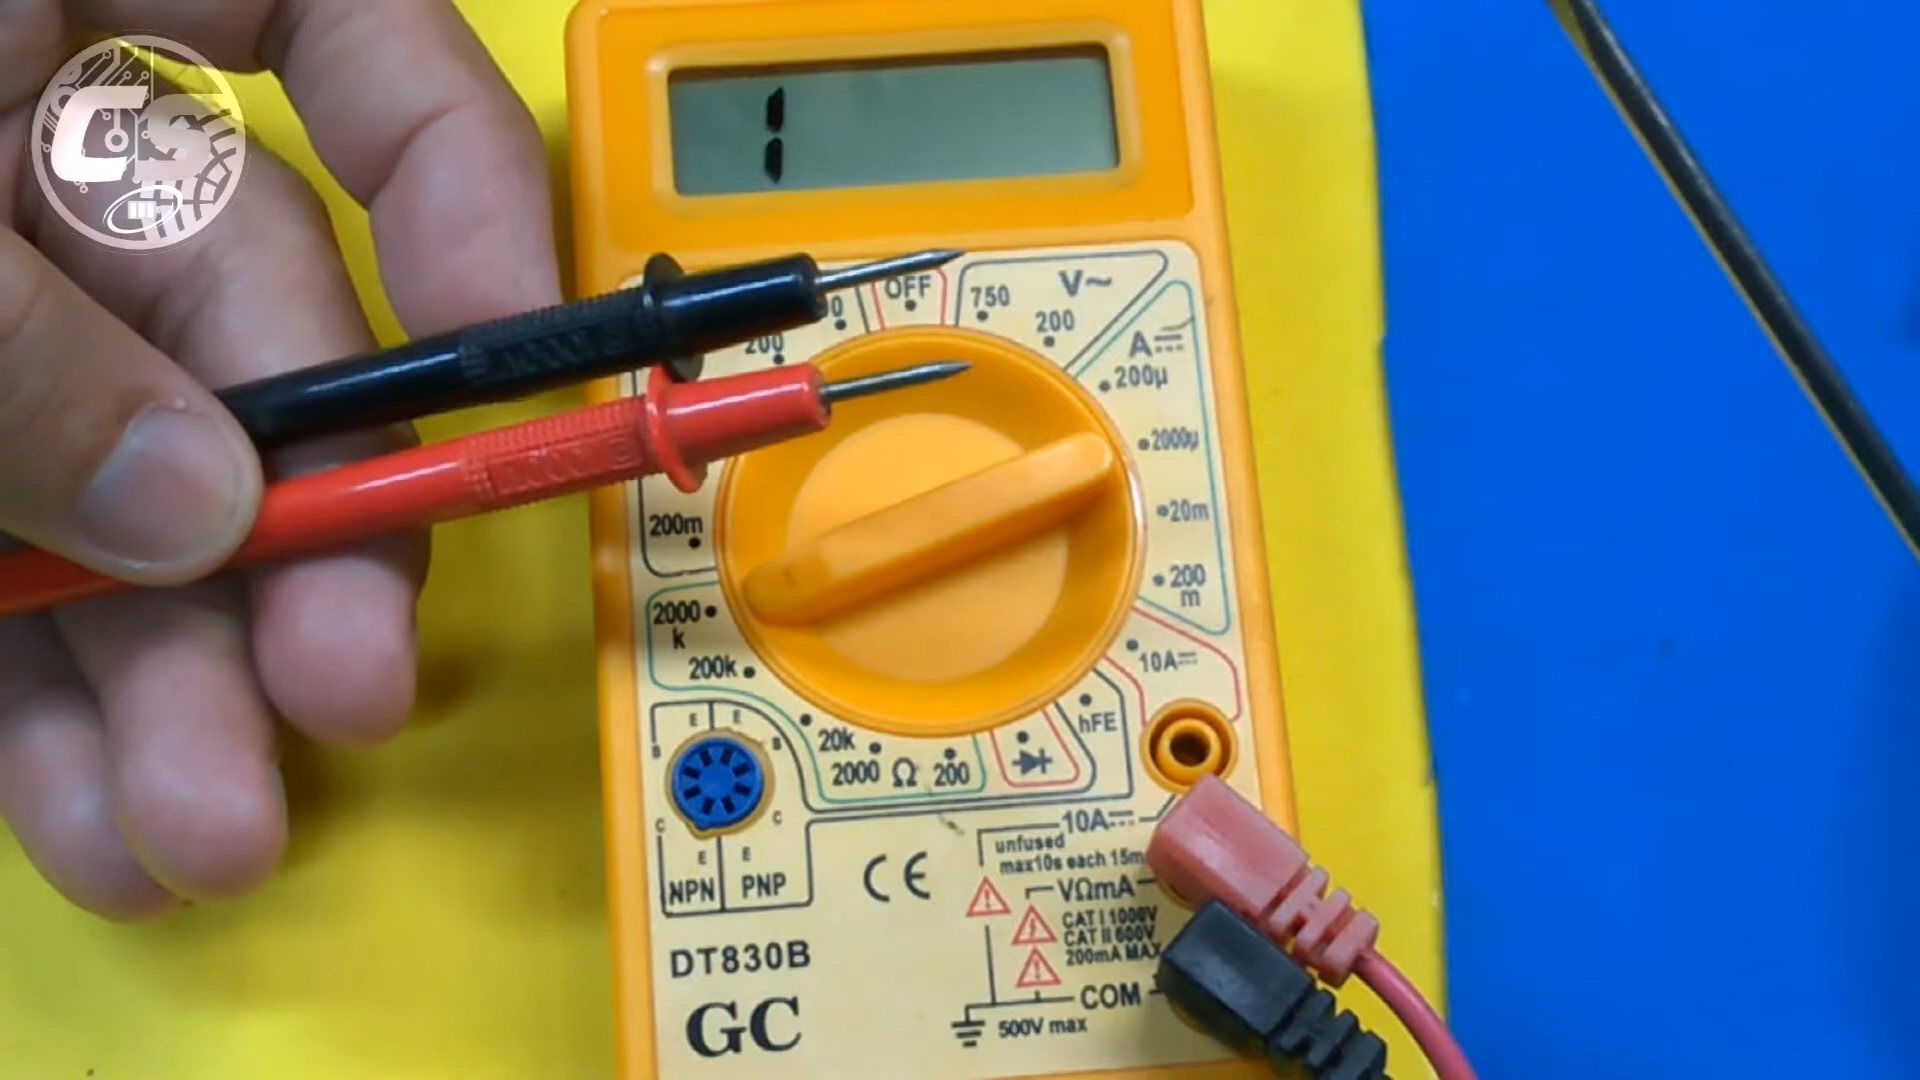 CS
1
OFF
750
V~
200
200
A
200µ
2000µ
20m
200
m
10A
hFE
200m
2000
k
200k
20k
2000 Ω 200
E E
B B
C C
E E
NPN PNP
10A
unfused
max10s each 15m
VΩmA
CAT I 1000V
CAT II 600V
200mA MAX
COM
500V max
CE
DT830B
GC